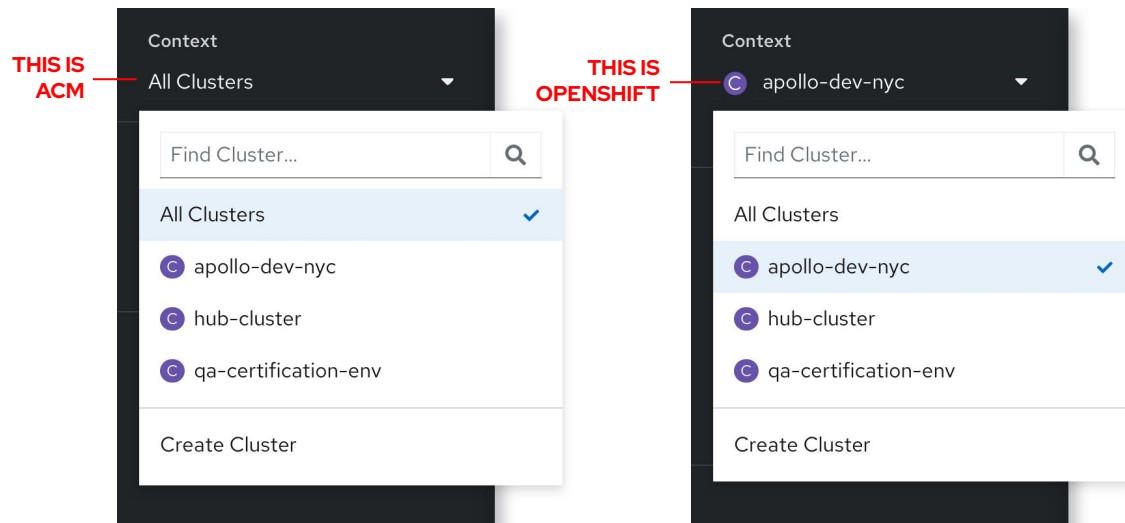 THIS IS
ACM
Context
All Clusters
Find Cluster...
All Clusters
C apollo-dev-nyc
C hub-cluster
C qa-certification-env
Create Cluster
THIS IS
OPENSHIFT
Context
C apollo-dev-nyc
Find Cluster...
All Clusters
C apollo-dev-nyc
C hub-cluster
C qa-certification-env
Create Cluster